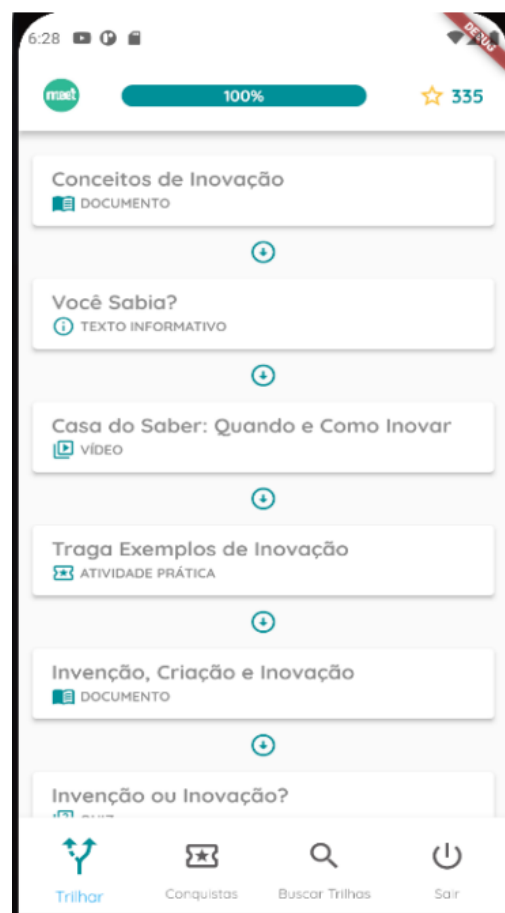 6:28
DEBUG
meet
100%
335
Conceitos de Inovação
DOCUMENTO
Você Sabia?
TEXTO INFORMATIVO
Casa do Saber: Quando e Como Inovar
VÍDEO
Traga Exemplos de Inovação
ATIVIDADE PRÁTICA
Invenção, Criação e Inovação
DOCUMENTO
Invenção ou Inovação?
QUIZ
Trilhar Conquistas Buscar Trilhas Sair